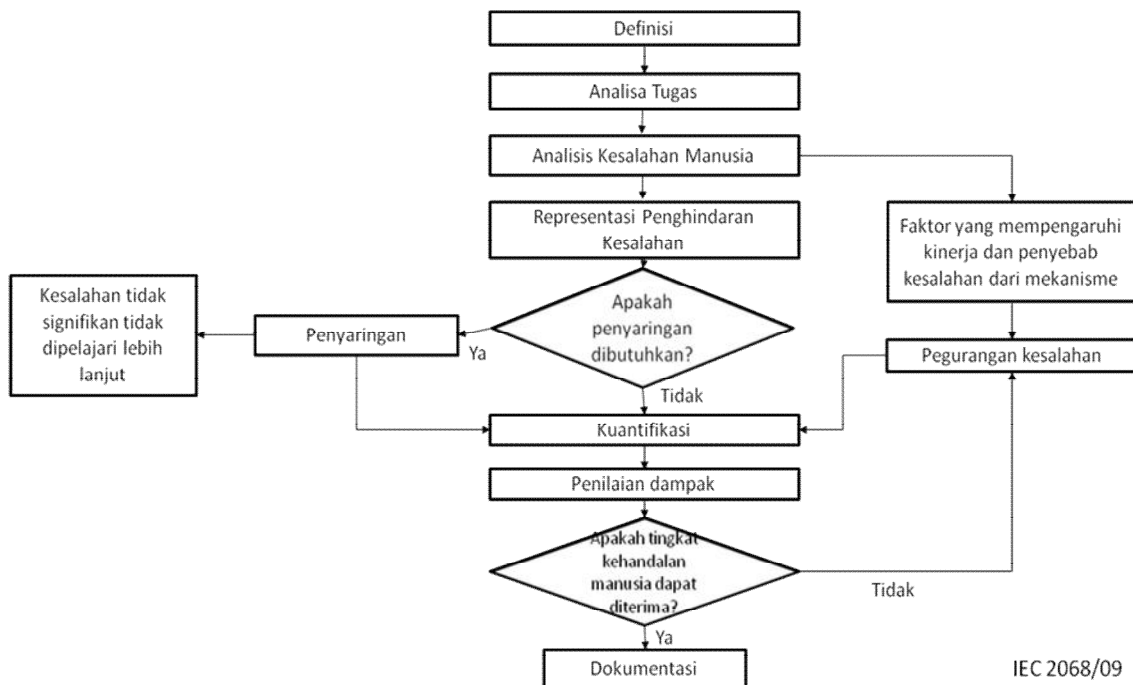 Definisi
Analisa Tugas
Analisis Kesalahan Manusia
Representasi Penghindaran
Kesalahan
Faktor yang mempengaruhi
kinerja dan penyebab
kesalahan dari mekanisme
Apakah
penyaringan
dibutuhkan?
Ya
Penyaringan
Kesalahan tidak
signifikan tidak
dipelajari lebih
lanjut
Pegurangan kesalahan
Tidak
Kuantifikasi
Penilaian dampak
Apakah tingkat
kehandalan
manusia dapat
diterima?
Tidak
Ya
Dokumentasi
IEC 2068/09